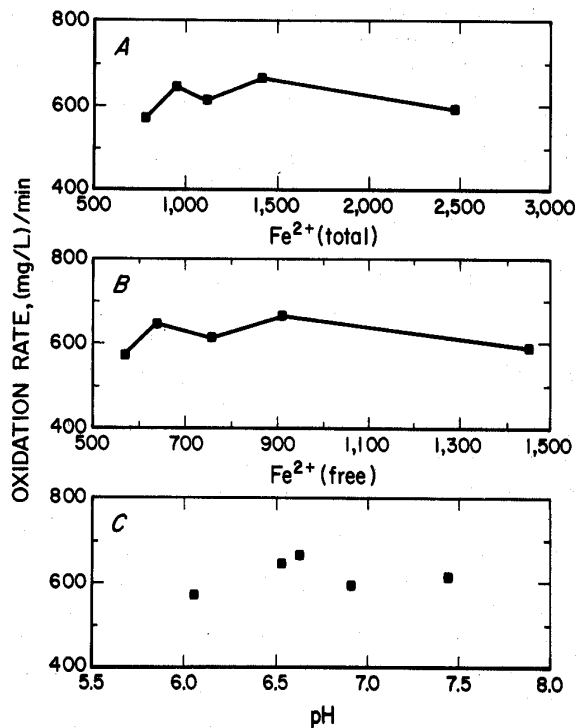 OXIDATION RATE, (mg/L)/min
A
800
600
400
500 1,000 1,500 2,000 2,500 3,000
Fe2+ (total)
B
800
600
400
500 700 900 1,100 1,300 1,500
Fe2+ (free)
C
800
600
400
5.5 6.0 6.5 7.0 7.5 8.0
pH